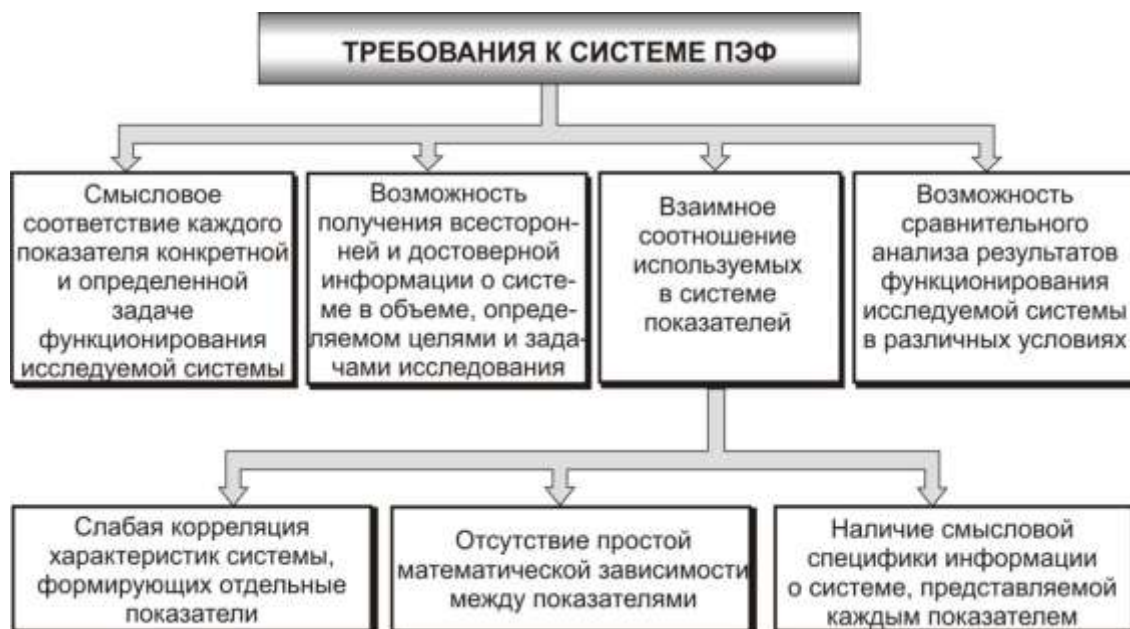 ТРЕБОВАНИЯ К СИСТЕМЕ ПЭФ
Смысловое
соответствие каждого
показателя конкретной
и определенной
задаче
функционирования
исследуемой системы
Возможность
получения всесторон-
ней и достоверной
информации о систе-
ме в объеме, опреде-
ляемом целями и зада-
чами исследования
Взаимное
соотношение
используемых
в системе
показателей
Возможность
сравнительного
анализа результатов
функционирования
исследуемой системы
в различных условиях
Слабая корреляция
характеристик системы,
формирующих отдельные
показатели
Отсутствие простой
математической зависимости
между показателями
Наличие смысловой
специфики информации
о системе, представляемой
каждым показателем